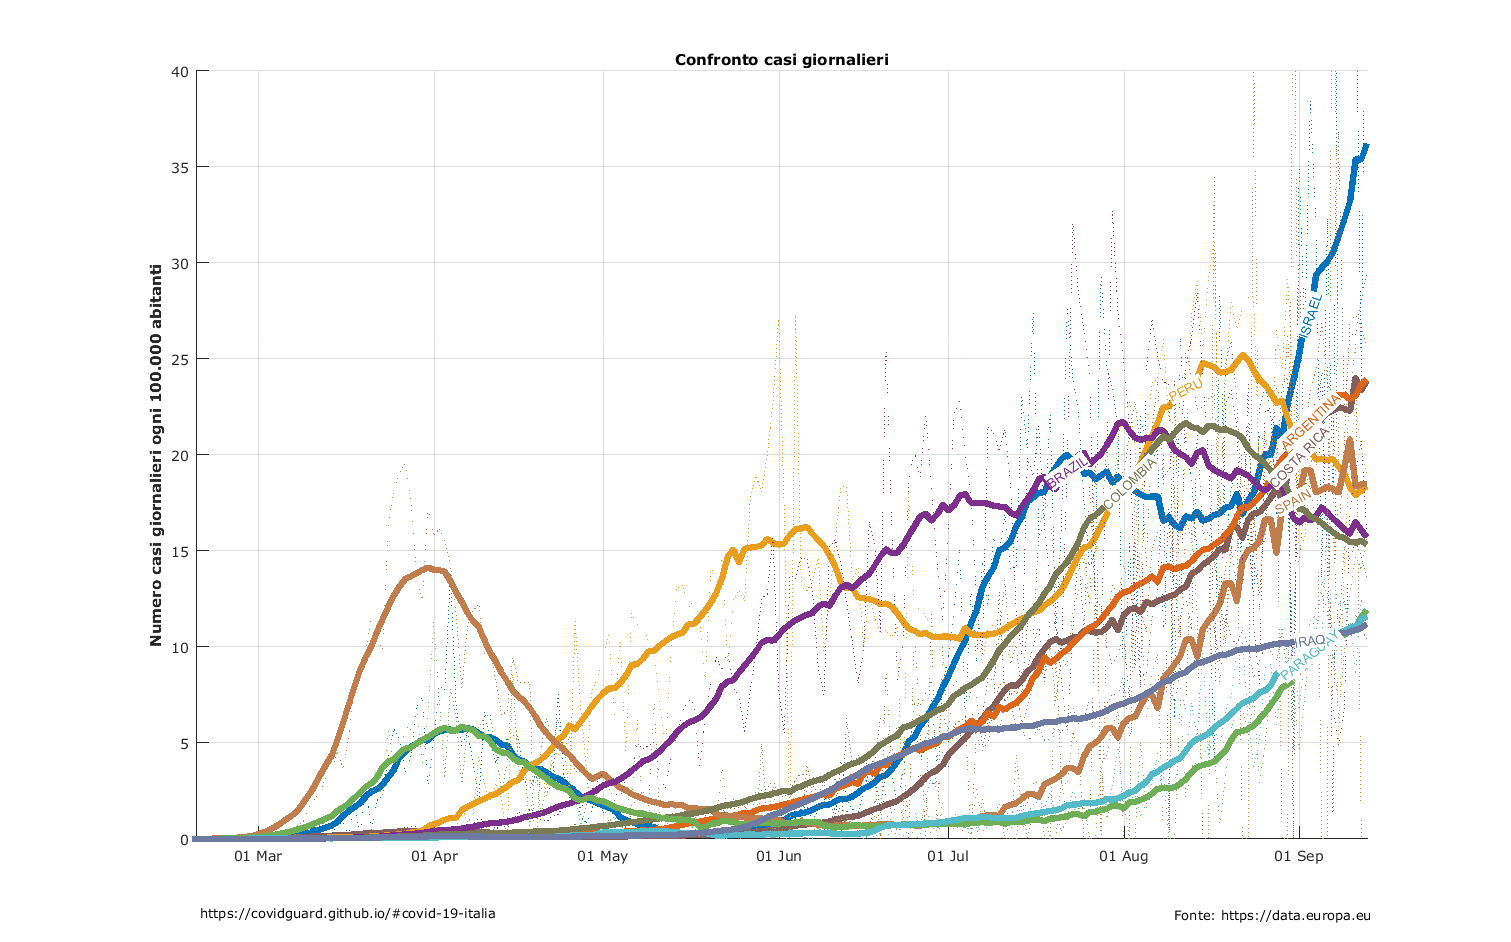 Confronto casi giornalieri
Numero casi giornalieri ogni 100.000 abitanti
40
35
30
25
20
15
10
5
0
ISRAEL
PERU
ARGENTINA
BRAZIL
COLOMBIA
COSTA RICA
SPAIN
IRAQ
PARAGUAY
01 Mar 01 Apr 01 May 01 Jun 01 Jul 01 Aug 01 Sep
https://covidguard.github.io/#covid-19-italia
Fonte: https://data.europa.eu